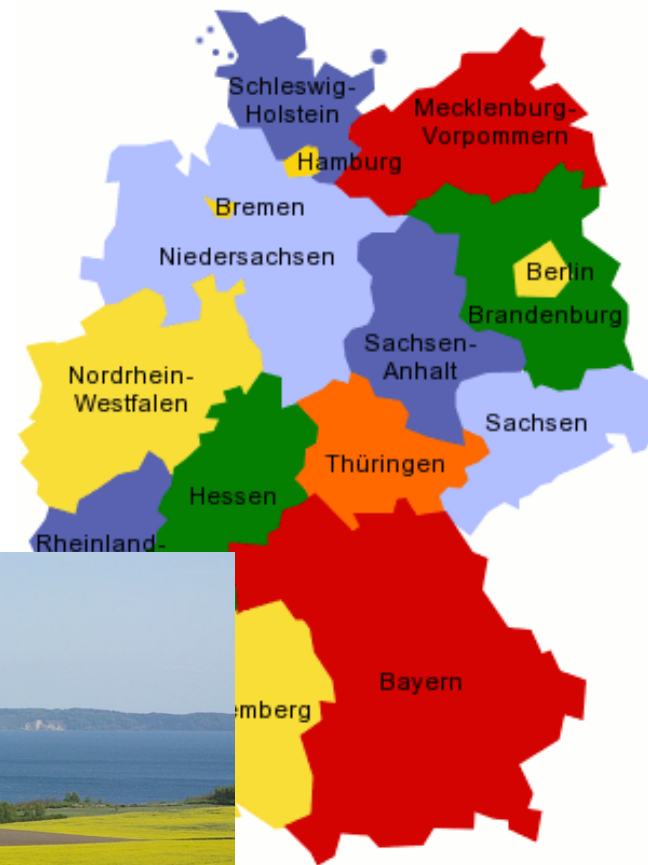 Schleswig-
Holstein
Mecklenburg-
Vorpommern
Hamburg
Bremen
Niedersachsen
Berlin
Brandenburg
Sachsen-
Anhalt
Nordrhein-
Westfalen
Sachsen
Thüringen
Hessen
Rheinland-
Bayern
emberg